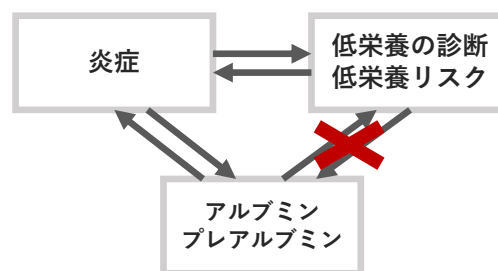 炎症
低栄養の診断
低栄養リスク
アルブミン
プレアルブミン